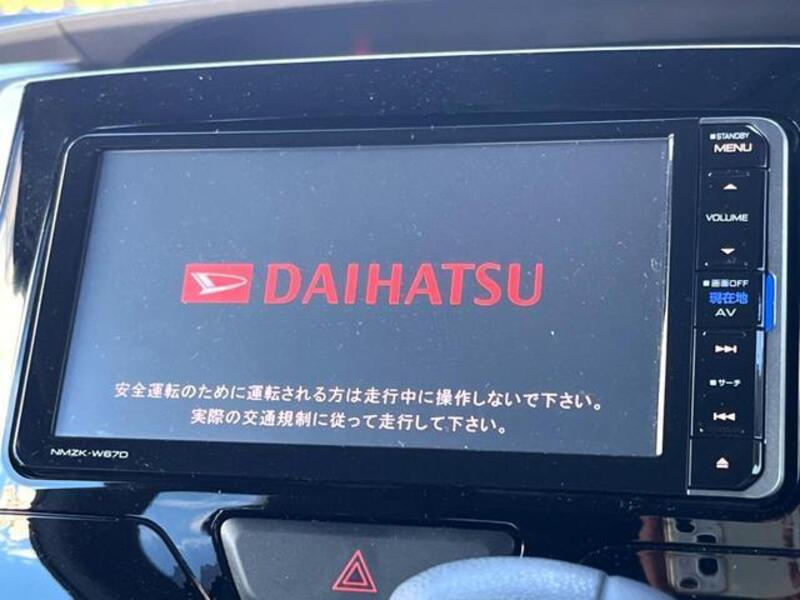 STANDBY
MENU
VOLUME
DAIHATSU
画面OFF
現在地
AV
サーチ
安全運転のために運転される方は走行中に操作しないで下さい。
実際の交通規制に従って走行して下さい。
NMZK-W67D